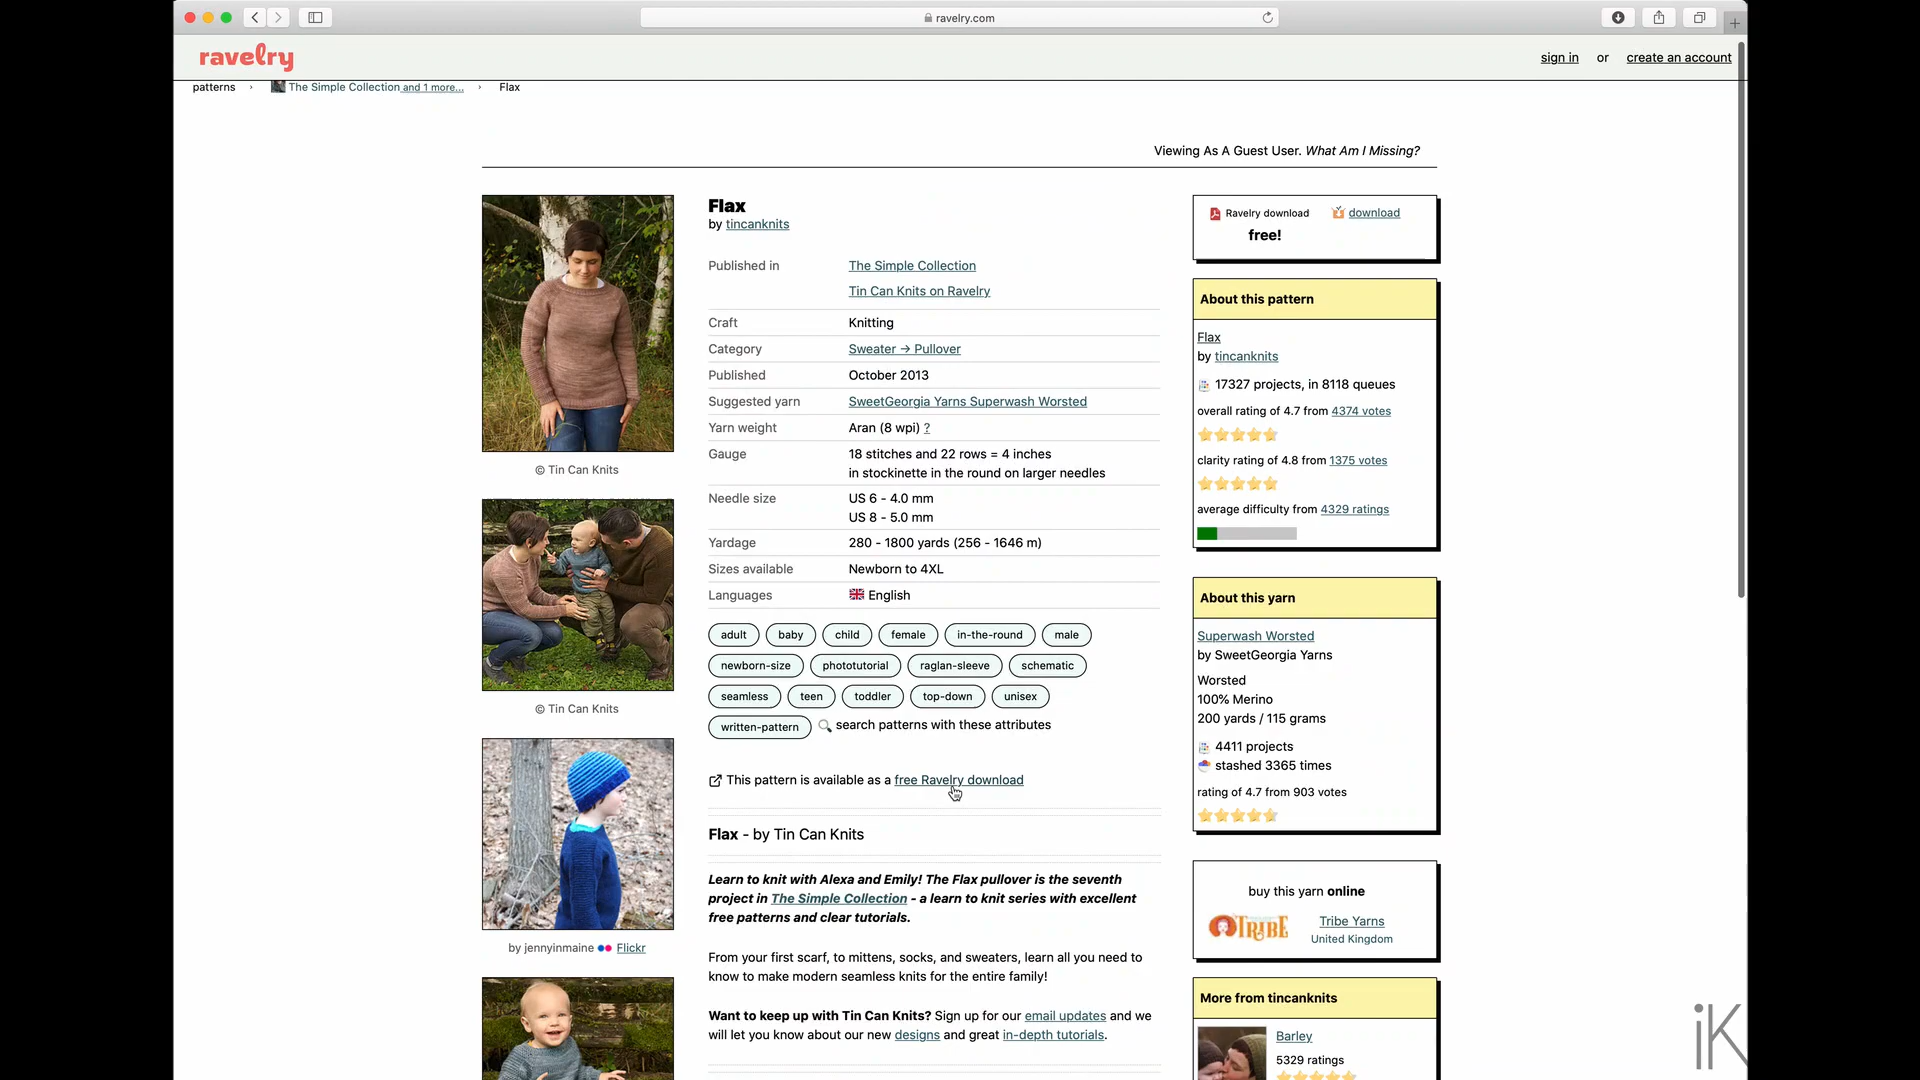 ravelry.com
ravelry
sign in or create an account
patterns › The Simple Collection and 1 more... › Flax
Viewing As A Guest User. What Am I Missing?
© Tin Can Knits
© Tin Can Knits
by jennyinmaine Flickr
Flax
by tincanknits
Published in The Simple Collection
Tin Can Knits on Ravelry
Craft Knitting
Category Sweater → Pullover
Published October 2013
Suggested yarn SweetGeorgia Yarns Superwash Worsted
Yarn weight Aran (8 wpi) ?
Gauge 18 stitches and 22 rows = 4 inches
in stockinette in the round on larger needles
Needle size US 6 - 4.0 mm
US 8 - 5.0 mm
Yardage 280 - 1800 yards (256 - 1646 m)
Sizes available Newborn to 4XL
Languages English
adult baby child female in-the-round male
newborn-size phototutorial raglan-sleeve schematic
seamless teen toddler top-down unisex
written-pattern search patterns with these attributes
This pattern is available as a free Ravelry download
Flax - by Tin Can Knits
Learn to knit with Alexa and Emily! The Flax pullover is the seventh
project in The Simple Collection - a learn to knit series with excellent
free patterns and clear tutorials.
From your first scarf, to mittens, socks, and sweaters, learn all you need to
know to make modern seamless knits for the entire family!
Want to keep up with Tin Can Knits? Sign up for our email updates and we
will let you know about our new designs and great in-depth tutorials.
Ravelry download download
free!
About this pattern
Flax
by tincanknits
17327 projects, in 8118 queues
overall rating of 4.7 from 4374 votes
clarity rating of 4.8 from 1375 votes
average difficulty from 4329 ratings
About this yarn
Superwash Worsted
by SweetGeorgia Yarns
Worsted
100% Merino
200 yards / 115 grams
4411 projects
stashed 3365 times
rating of 4.7 from 903 votes
buy this yarn online
TRIBE Tribe Yarns
United Kingdom
More from tincanknits
Barley
5329 ratings
iK